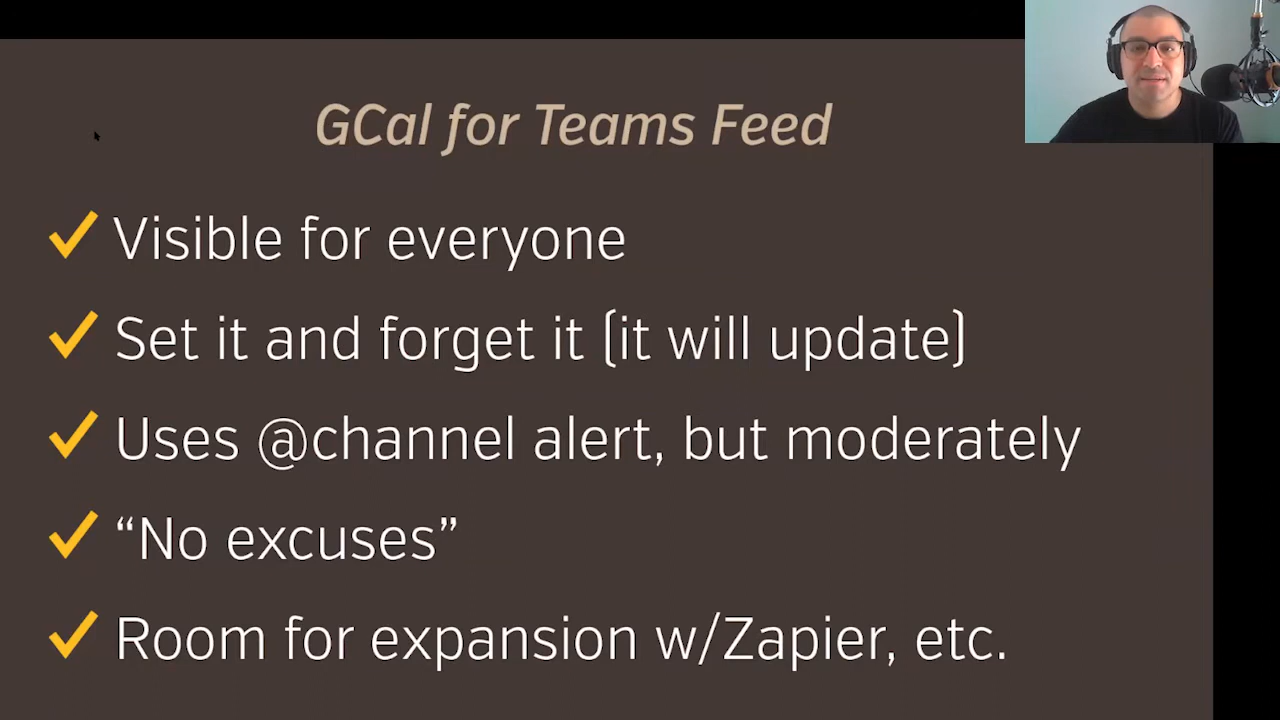 GCal for Teams Feed
Visible for everyone
Set it and forget it (it will update)
Uses @channel alert, but moderately
“No excuses”
Room for expansion w/Zapier, etc.